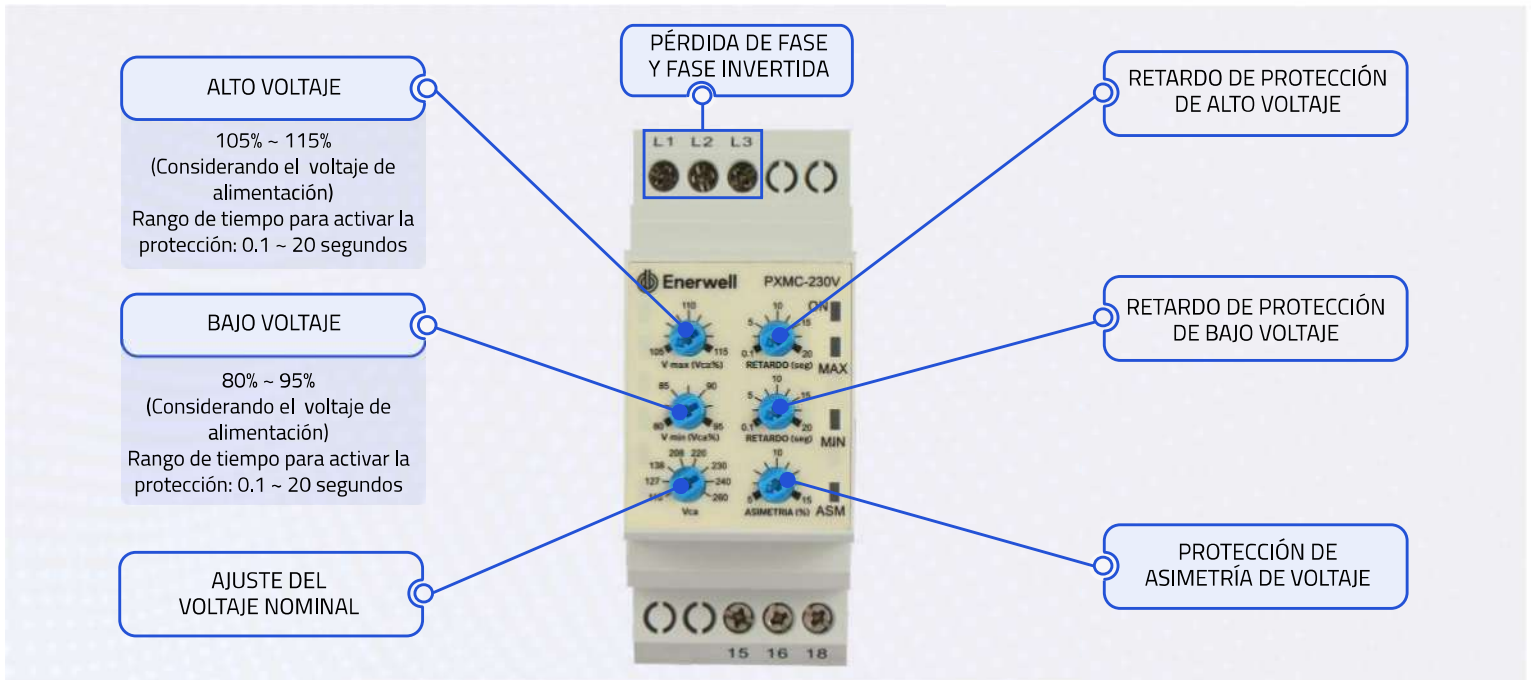 PÉRDIDA DE FASE
Y FASE INVERTIDA
ALTO VOLTAJE
105% ~ 115%
(Considerando el voltaje de
alimentación)
Rango de tiempo para activar la
protección: 0.1 ~ 20 segundos
BAJO VOLTAJE
80% ~ 95%
(Considerando el voltaje de
alimentación)
Rango de tiempo para activar la
protección: 0.1 ~ 20 segundos
AJUSTE DEL
VOLTAJE NOMINAL
L1 L2 L3
Enerwell PXMC-230V
110 10 ON
5 15
105 115 0.1 20
V max (Vca%) RETARDO (seg) MAX
85 90 10
5 15
80 95 0.1 20
V min (Vca%) RETARDO (seg) MIN
208 220 10
138 230
127 240
260 5 15
Vca ASIMETRIA (%) ASM
15 16 18
RETARDO DE PROTECCIÓN
DE ALTO VOLTAJE
RETARDO DE PROTECCIÓN
DE BAJO VOLTAJE
PROTECCIÓN DE
ASIMETRÍA DE VOLTAJE